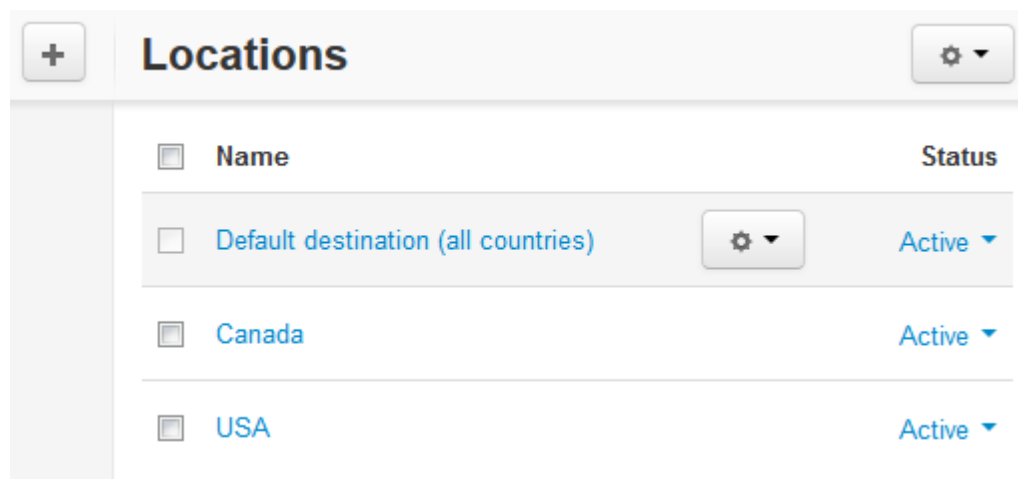 Locations
Name Status
Default destination (all countries) Active
Canada Active
USA Active